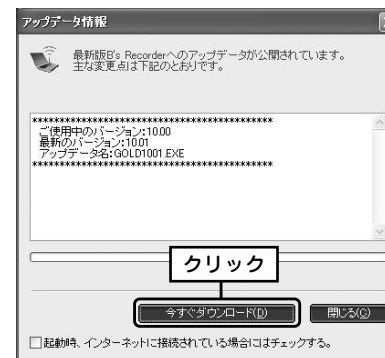 アップデータ情報
最新版B's Recorderへのアップデータが公開されています。
主な変更点は下記のとおりです。
********************************************
ご使用中のバージョン:10.00
最新のバージョン:10.01
アップデータ名:GOLD1001.EXE
********************************************
クリック
今すぐダウンロード(D) 閉じる(C)
起動時、インターネットに接続されている場合にはチェックする。